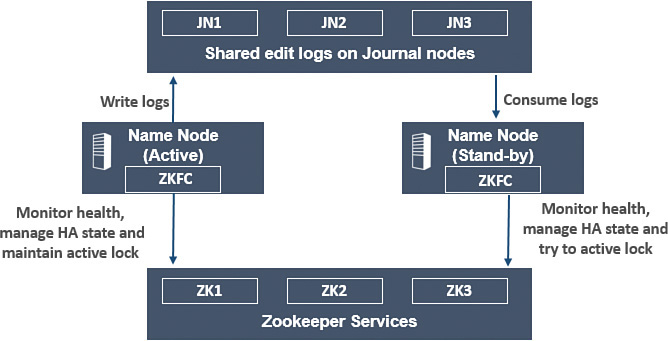 JN1 JN2 JN3
Shared edit logs on Journal nodes
Write logs
Consume logs
Name Node
(Active)
ZKFC
Name Node
(Stand-by)
ZKFC
Monitor health,
manage HA state and
maintain active lock
Monitor health,
manage HA state and
try to active lock
ZK1 ZK2 ZK3
Zookeeper Services